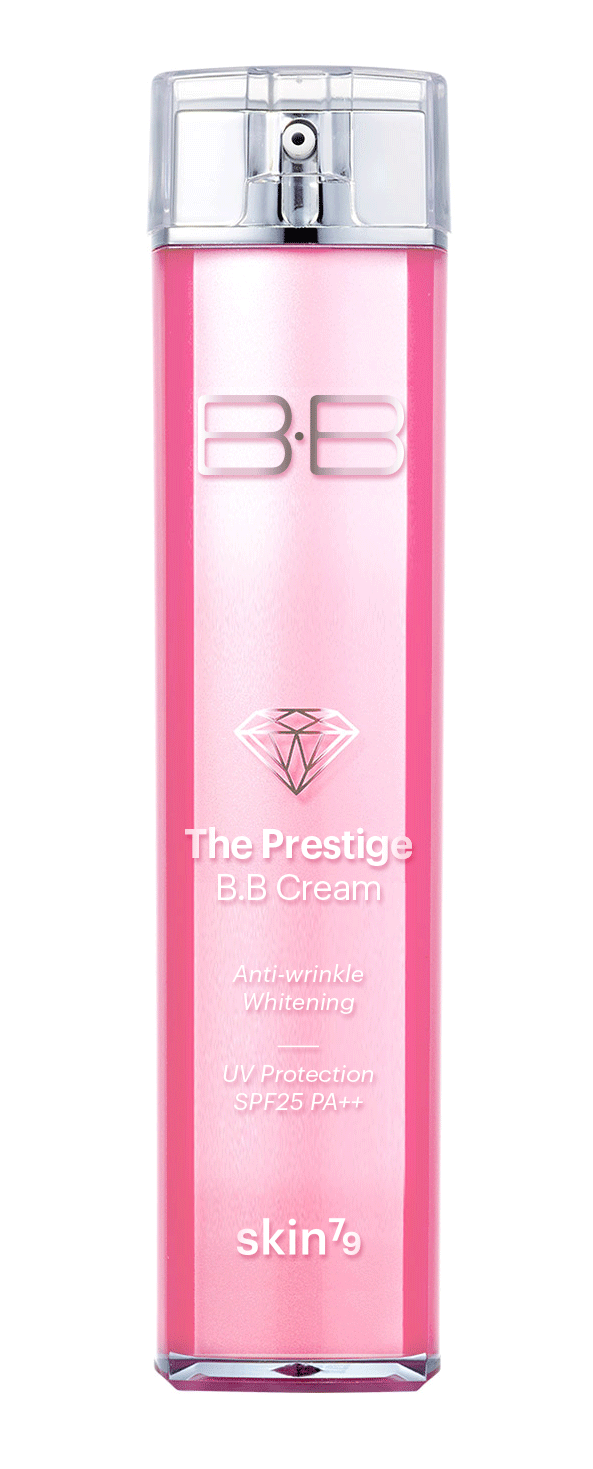 B·B
The Prestige
B.B Cream
Anti-wrinkle
Whitening
UV Protection
SPF25 PA++
skin79